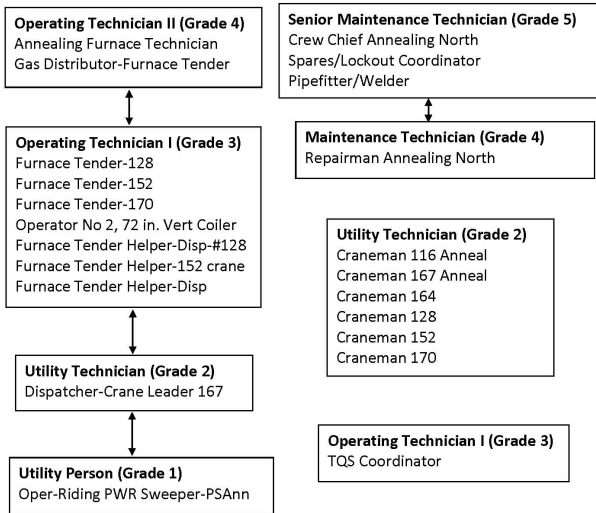 Operating Technician II (Grade 4)
Annealing Furnace Technician
Gas Distributor-Furnace Tender
Operating Technician I (Grade 3)
Furnace Tender-128
Furnace Tender-152
Furnace Tender-170
Operator No 2, 72 in. Vert Coiler
Furnace Tender Helper-Disp-#128
Furnace Tender Helper-152 crane
Furnace Tender Helper-Disp
Utility Technician (Grade 2)
Dispatcher-Crane Leader 167
Utility Person (Grade 1)
Oper-Riding PWR Sweeper-PSAnn
Senior Maintenance Technician (Grade 5)
Crew Chief Annealing North
Spares/Lockout Coordinator
Pipefitter/Welder
Maintenance Technician (Grade 4)
Repairman Annealing North
Utility Technician (Grade 2)
Craneman 116 Anneal
Craneman 167 Anneal
Craneman 164
Craneman 128
Craneman 152
Craneman 170
Operating Technician I (Grade 3)
TQS Coordinator